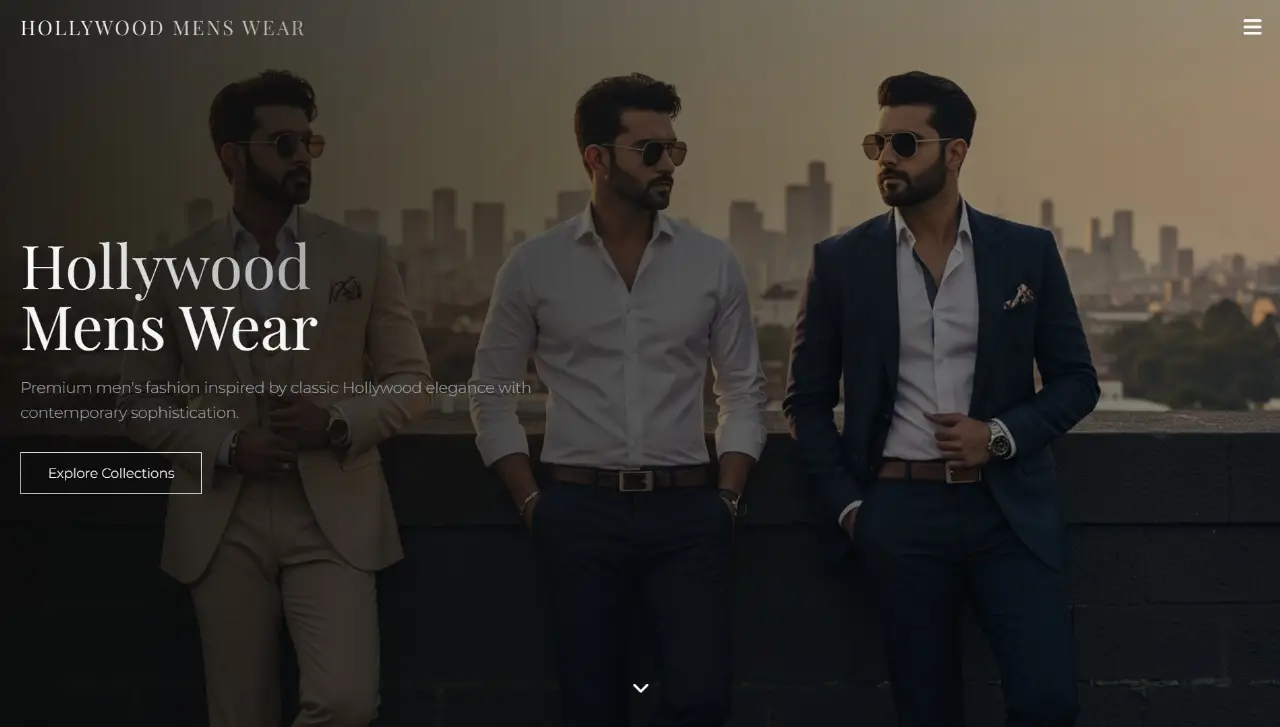 HOLLYWOOD MENS WEAR
Hollywood
Mens Wear
Premium men's fashion inspired by classic Hollywood elegance with
contemporary sophistication.
Explore Collections